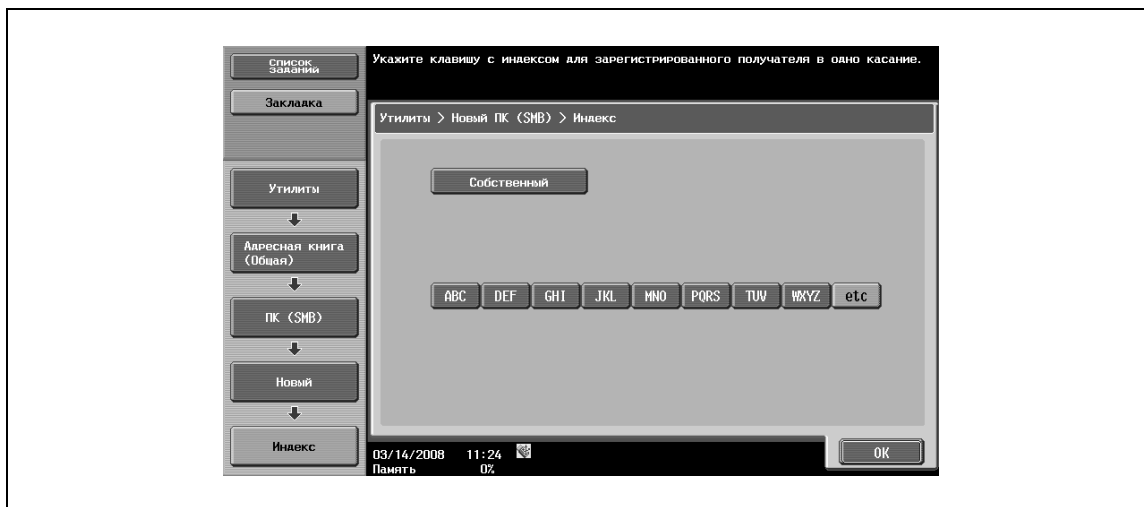 Список
заданий
Закладка
Утилиты
Адресная книга
(Общая)
ПК (SMB)
Новый
Индекс
Укажите клавишу с индексом для зарегистрированного получателя в одно касание.
Утилиты > Новый ПК (SMB) > Индекс
Собственный
ABC DEF GHI JKL MNO PQRS TUV WXYZ etc
03/14/2008 11:24
Память 0%
OK